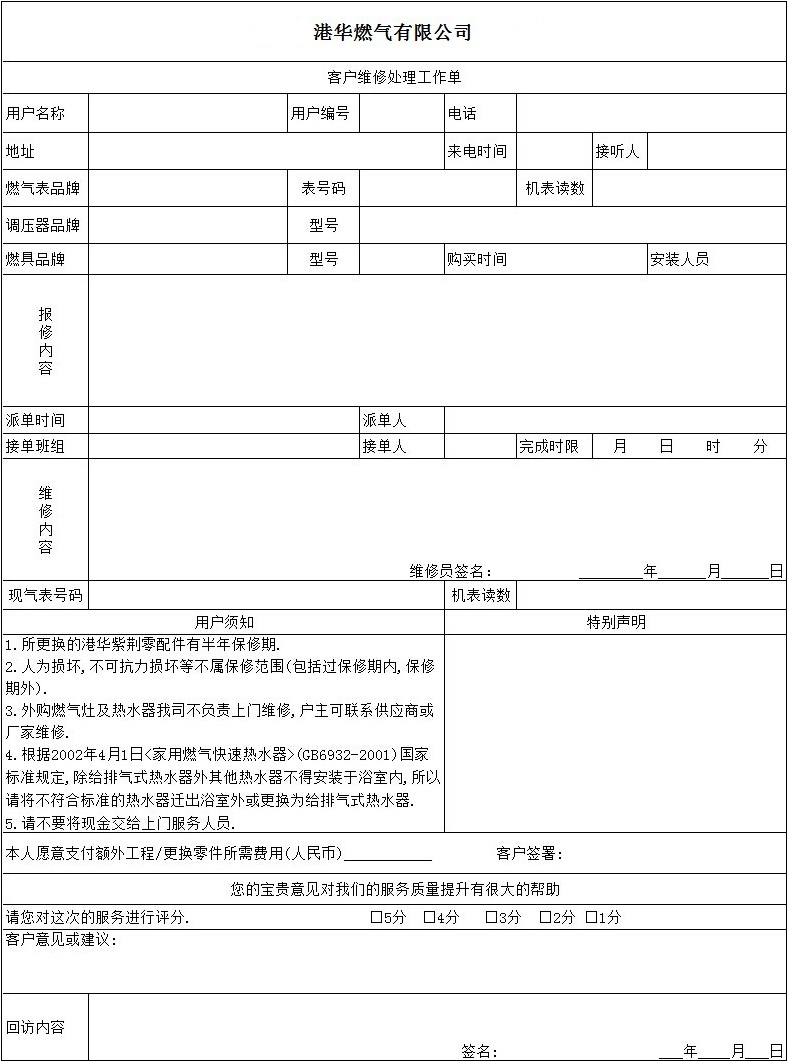 港华燃气有限公司
客户维修处理工作单
用户名称 用户编号 电话
地址 来电时间 接听人
燃气表品牌 表号码 机表读数
调压器品牌 型号
燃具品牌 型号 购买时间 安装人员
报
修
内
容
派单时间 派单人
接单班组 接单人 完成时限 月 日 时 分
维
修
内
容
维修员签名: ________年______月______日
现气表号码 机表读数
用户须知 特别声明
1.所更换的港华紫荆零配件有半年保修期.
2.人为损坏,不可抗力损坏等不属保修范围(包括过保修期内,保修
期外).
3.外购燃气灶及热水器我司不负责上门维修,户主可联系供应商或
厂家维修.
4.根据2002年4月1日<家用燃气快速热水器>(GB6932-2001)国家
标准规定,除给排气式热水器外其他热水器不得安装于浴室内,所以
请将不符合标准的热水器迁出浴室外或更换为给排气式热水器.
5.请不要将现金交给上门服务人员.
本人愿意支付额外工程/更换零件所需费用(人民币)___________ 客户签署:
您的宝贵意见对我们的服务质量提升有很大的帮助
请您对这次的服务进行评分. □5分 □4分 □3分 □2分 □1分
客户意见或建议:
回访内容
签名: ___年____月___日